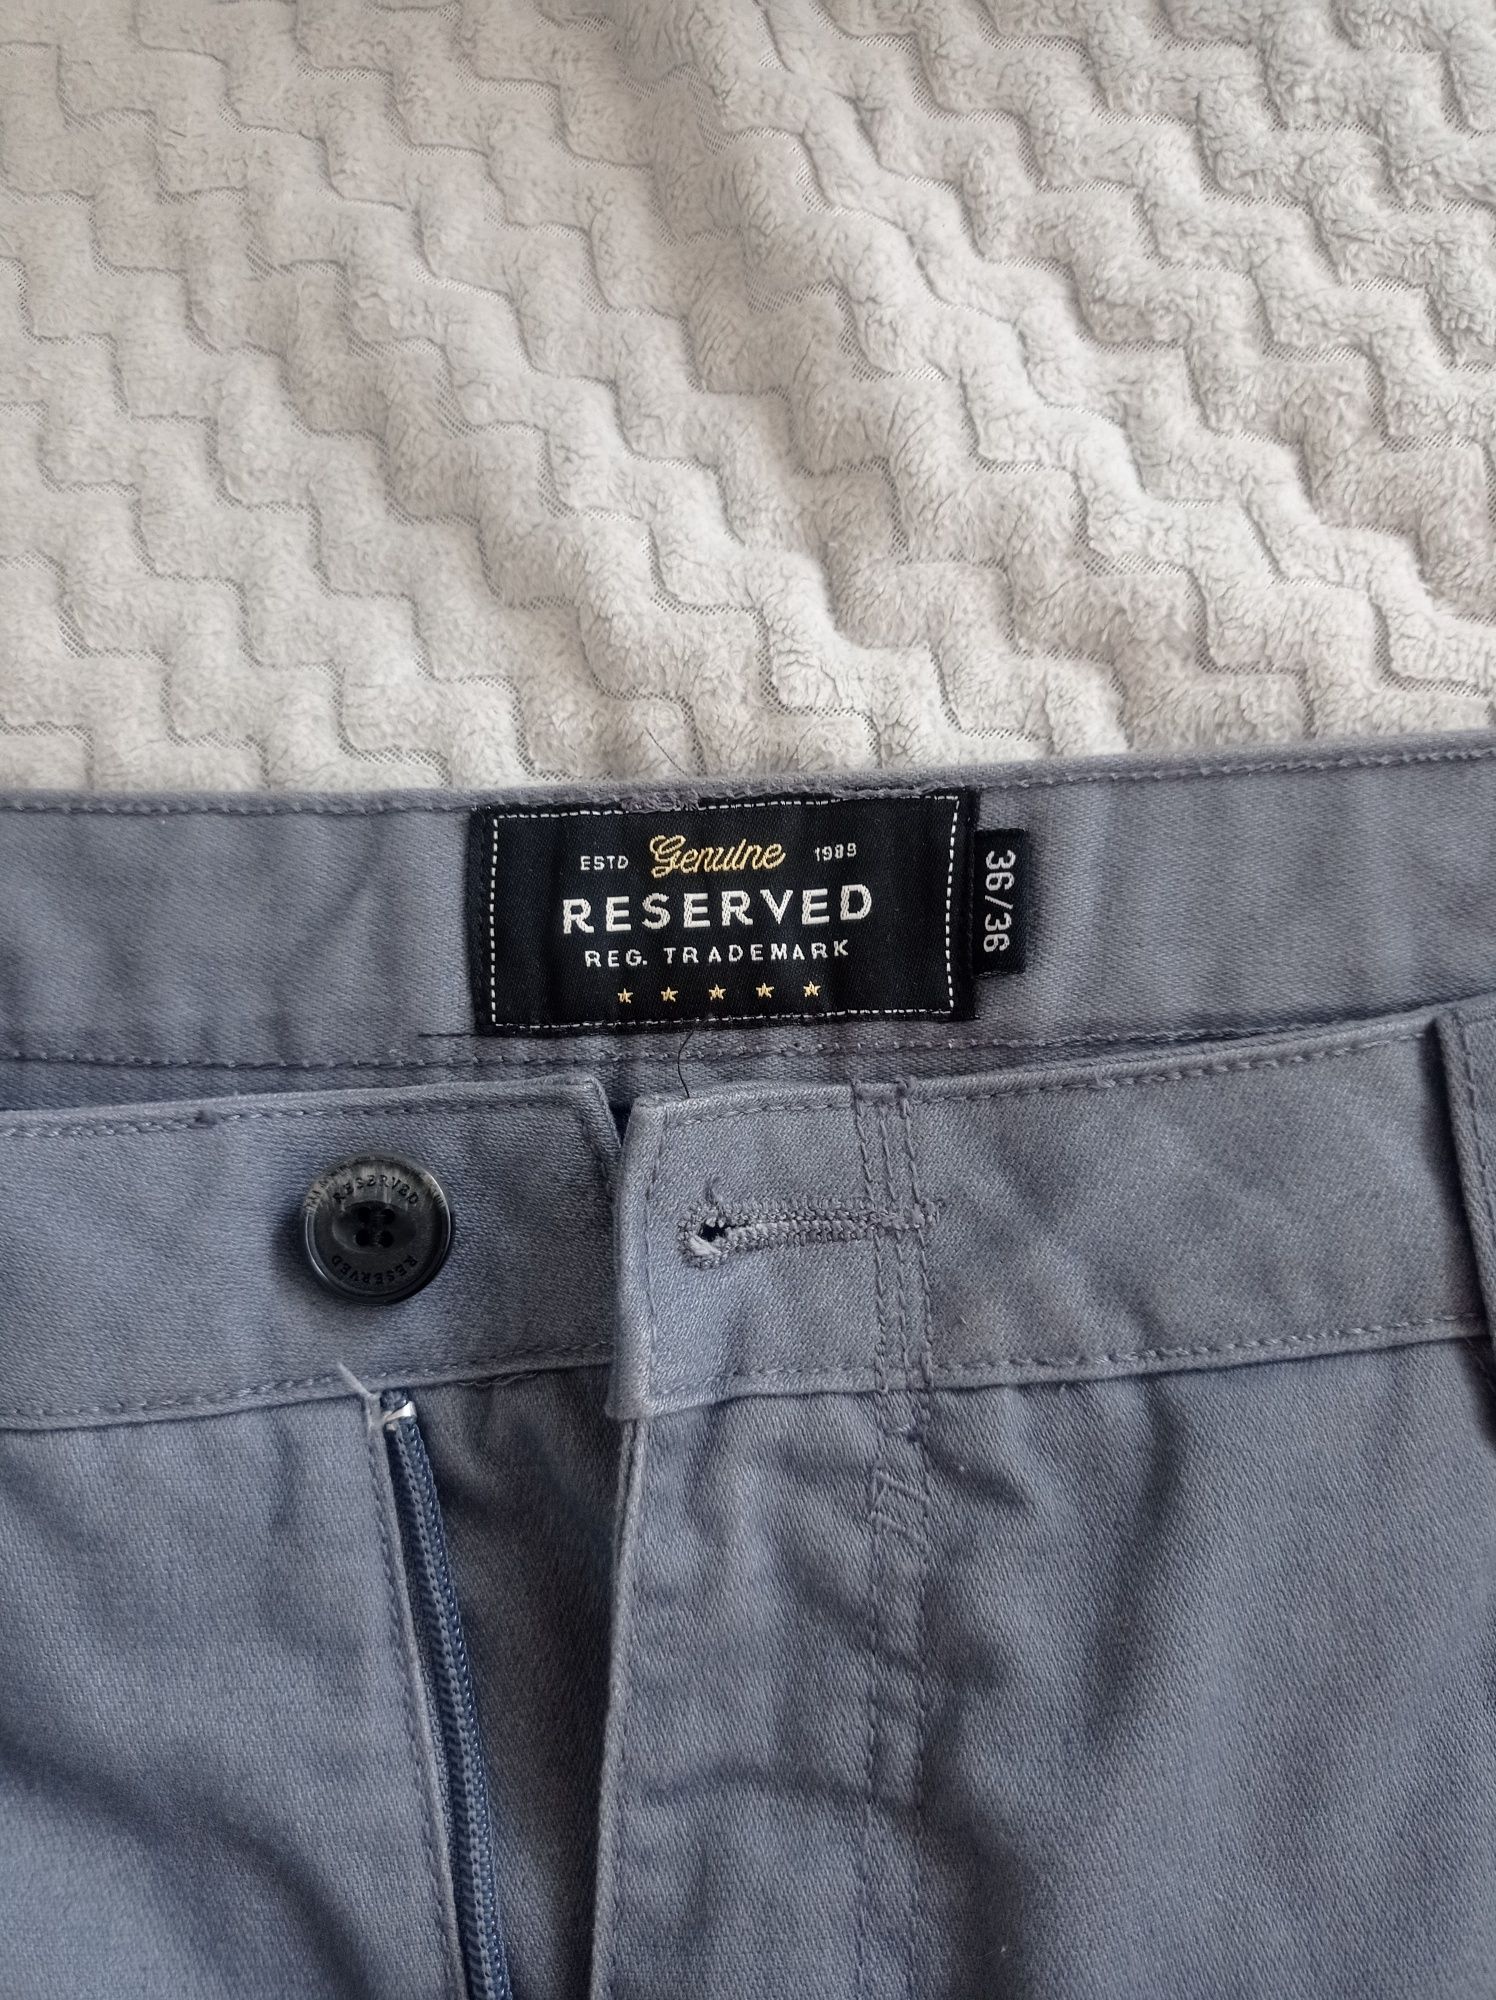 ESTD Genuine 1989
RESERVED
REG. TRADEMARK
36/36
RESERVED
RESERVED